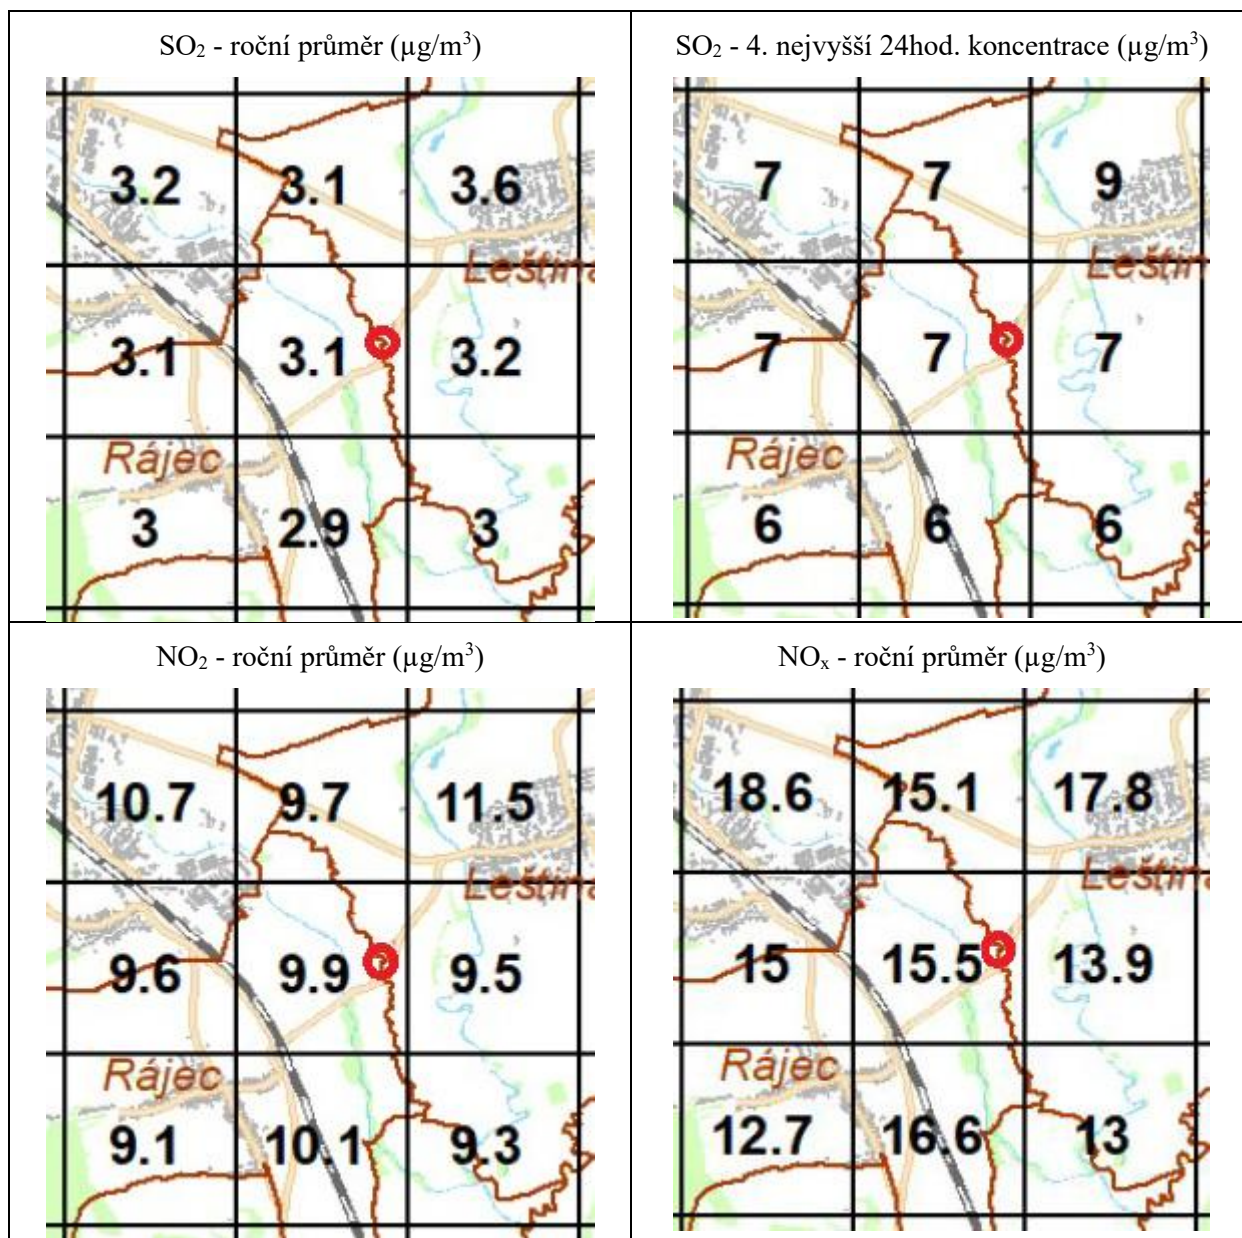 SO₂ - roční průměr (µg/m³)
3.2 3.1 3.6
Leštin
3.1 3.1 3.2
Rájec
3 2.9 3
SO₂ - 4. nejvyšší 24hod. koncentrace (µg/m³)
7 7 9
Leštin
7 7 7
Rájec
6 6 6
NO₂ - roční průměr (µg/m³)
10.7 9.7 11.5
Leština
9.6 9.9 9.5
Rájec
9.1 10.1 9.3
NOₓ - roční průměr (µg/m³)
18.6 15.1 17.8
Leštin
15 15.5 13.9
Rájec
12.7 16.6 13